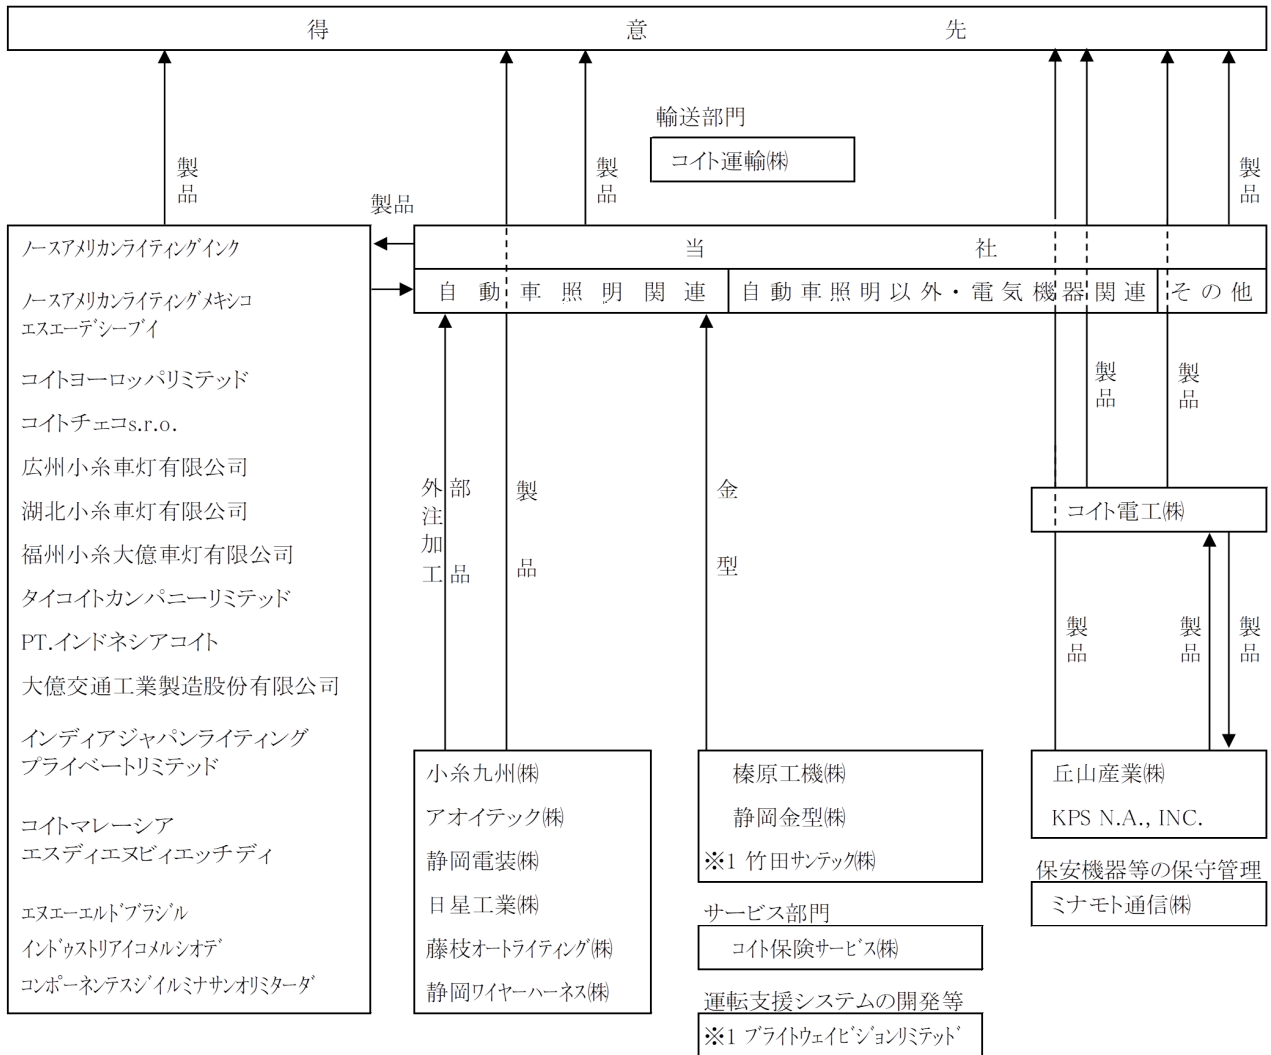 得意先
輸送部門
コイト運輸㈱
製品
製品
製品
製品
ノースアメリカンライティングインク
ノースアメリカンライティングメキシコ
エスエーデシーブイ
コイトヨーロッパリミテッド
コイトチェコs.r.o.
広州小糸車灯有限公司
湖北小糸車灯有限公司
福州小糸大億車灯有限公司
タイコイトカンパニーリミテッド
PT.インドネシアコイト
大億交通工業製造股份有限公司
インディアジャパンライティング
プライベートリミテッド
コイトマレーシア
エスディエヌビィエッチディ
エヌエーエルドブラジル
インドゥストリアイコメルシオデ
コンポーネンテスジイルミナサンオリミターダ
当社
自動車照明関連
自動車照明以外・電気機器関連
その他
外注加工
部品
製品
金型
製品
製品
コイト電工㈱
製品
製品
製品
小糸九州㈱
アオイテック㈱
静岡電装㈱
日星工業㈱
藤枝オートライティング㈱
静岡ワイヤーハーネス㈱
榛原工機㈱
静岡金型㈱
※1 竹田サンテック㈱
サービス部門
コイト保険サービス㈱
運転支援システムの開発等
※1 ブライトウェイビジョンリミテッド
丘山産業㈱
KPS N.A., INC.
保安機器等の保守管理
ミナモト通信㈱